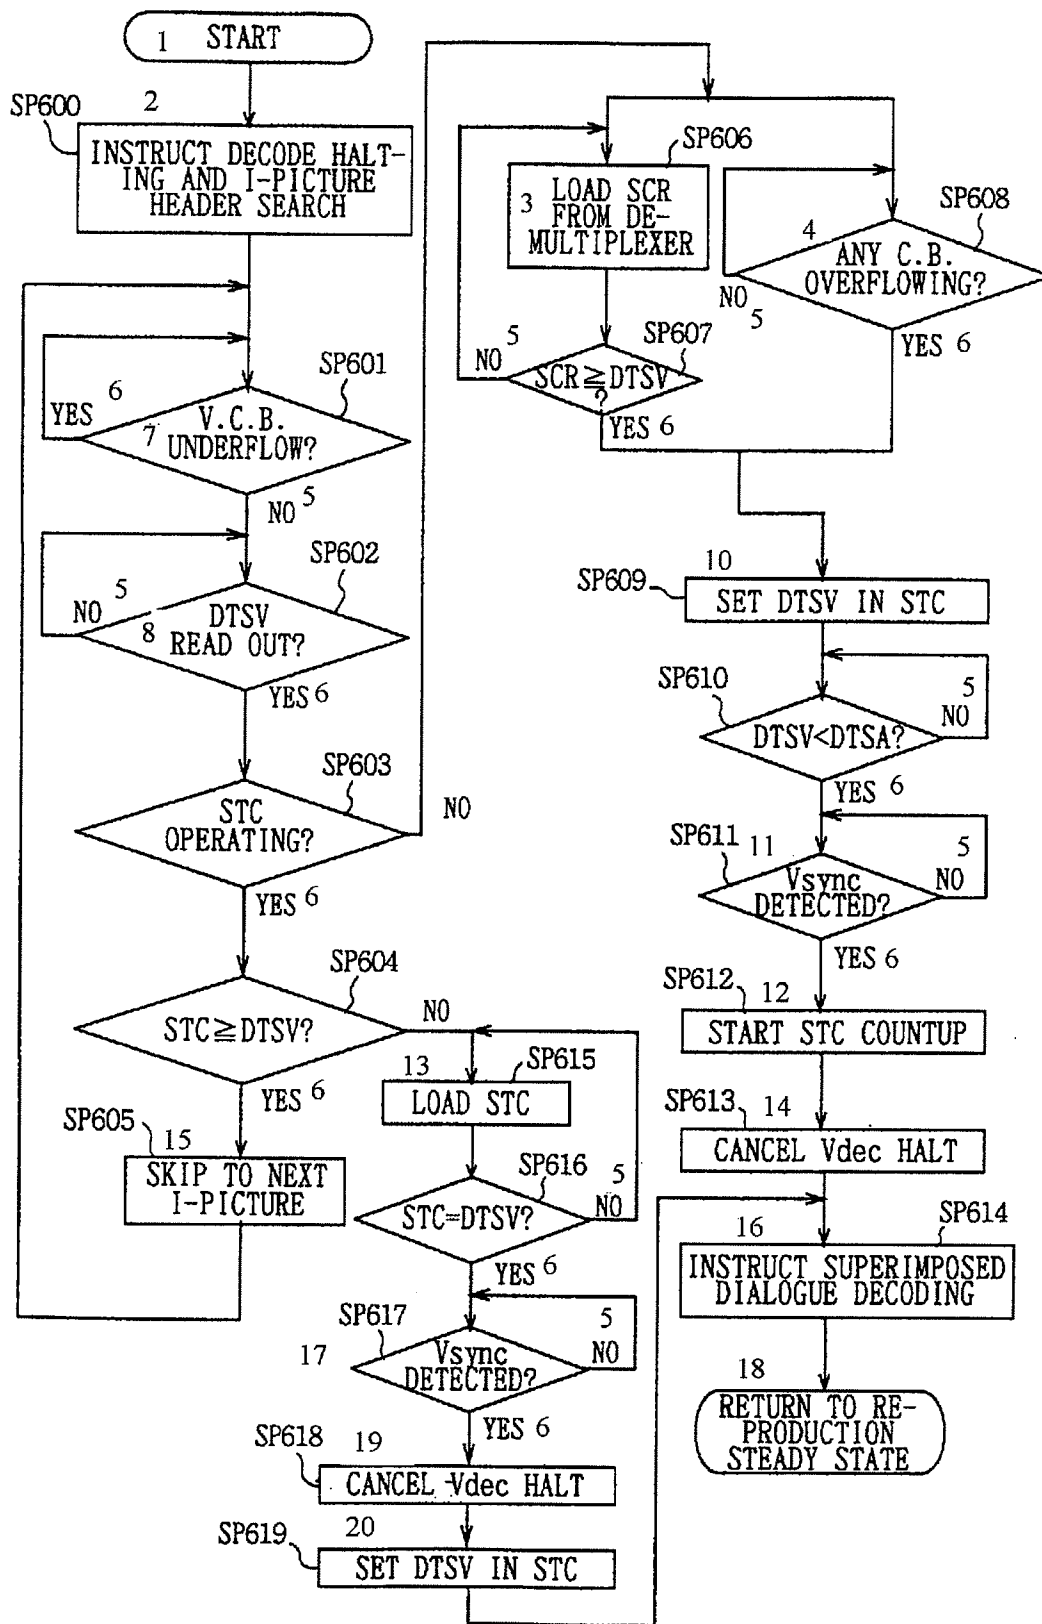 1 START
2
SP600
INSTRUCT DECODE HALT-
ING AND I-PICTURE
HEADER SEARCH
SP601
6
YES
7
V.C.B.
UNDERFLOW?
NO 5
SP602
5
NO
8
DTSV
READ OUT?
YES 6
SP603
STC
OPERATING?
NO
YES 6
SP604
STC≧DTSV?
NO
YES 6
SP605
15
SKIP TO NEXT
I-PICTURE
SP606
3
LOAD SCR
FROM DE-
MULTIPLEXER
SP607
5
NO
SCR≧DTSV
?
YES 6
SP608
4
ANY C.B.
OVERFLOWING?
NO 5
YES 6
10
SP609
SET DTSV IN STC
SP610
5
NO
DTSV<DTSA?
YES 6
SP611
11
5
NO
Vsync
DETECTED?
YES 6
SP612
12
START STC COUNTUP
SP613
14
CANCEL Vdec HALT
SP614
16
INSTRUCT SUPERIMPOSED
DIALOGUE DECODING
18
RETURN TO RE-
PRODUCTION
STEADY STATE
13
SP615
LOAD STC
SP616
5
NO
STC=DTSV?
YES 6
SP617
5
NO
17
Vsync
DETECTED?
YES 6
SP618
19
CANCEL Vdec HALT
SP619
20
SET DTSV IN STC